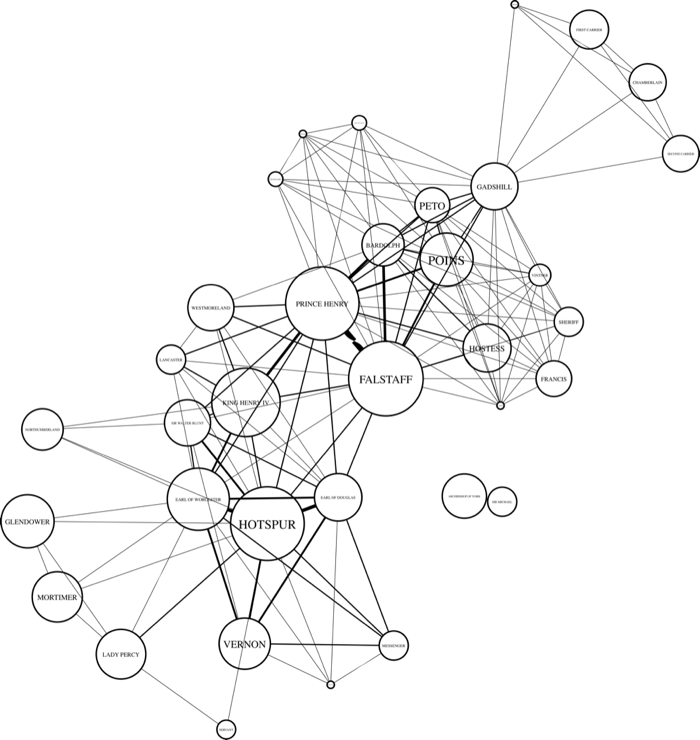 FIRST CARRIER
CHAMBERLAIN
SECOND CARRIER
GADSHILL
PETO
BARDOLPH
POINS
VINTNER
PRINCE HENRY
WESTMORELAND
SHERIFF
HOSTESS
LANCASTER
FALSTAFF
FRANCIS
KING HENRY IV
SIR WALTER BLUNT
NORTHUMBERLAND
EARL OF WORCESTER
EARL OF DOUGLAS
ARCHBISHOP OF YORK
SIR MICHAEL
GLENDOWER
HOTSPUR
MORTIMER
VERNON
MESSENGER
LADY PERCY
SERVANT